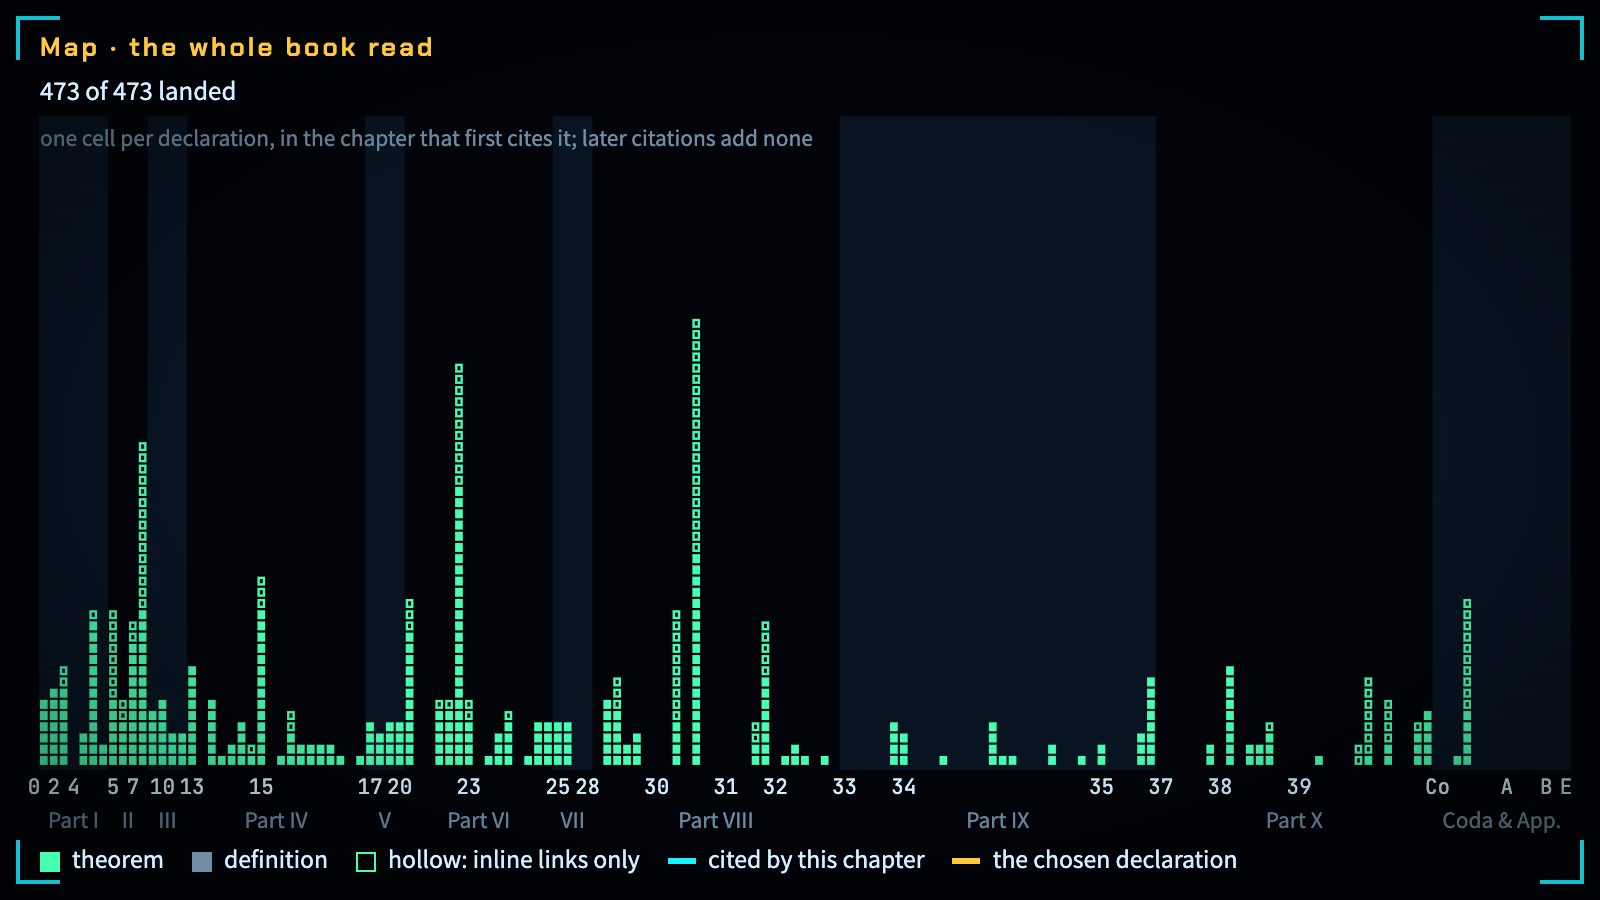 Map · the whole book read
473 of 473 landed
one cell per declaration, in the chapter that first cites it; later citations add none
0 2 4 5 7 10 13 15 17 20 23 25 28 30 31 32 33 34 35 37 38 39 Co A B E
Part I II III Part IV V Part VI VII Part VIII Part IX Part X Coda & App.
theorem definition hollow: inline links only cited by this chapter the chosen declaration